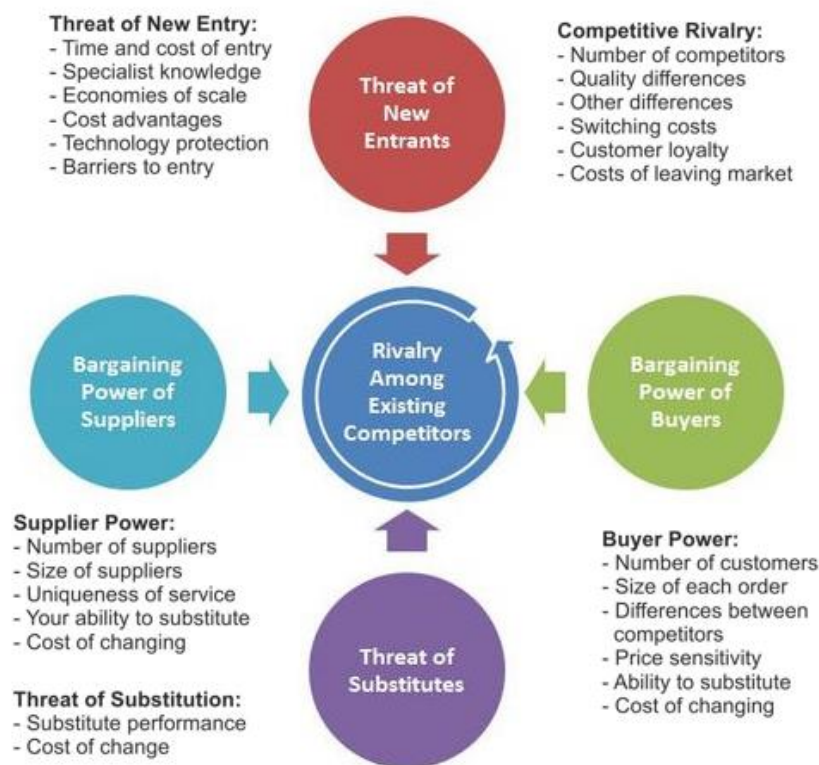 Threat of New Entry:
- Time and cost of entry
- Specialist knowledge
- Economies of scale
- Cost advantages
- Technology protection
- Barriers to entry
Threat of
New
Entrants
Competitive Rivalry:
- Number of competitors
- Quality differences
- Other differences
- Switching costs
- Customer loyalty
- Costs of leaving market
Bargaining
Power of
Suppliers
Rivalry
Among
Existing
Competitors
Bargaining
Power of
Buyers
Supplier Power:
- Number of suppliers
- Size of suppliers
- Uniqueness of service
- Your ability to substitute
- Cost of changing
Threat of Substitution:
- Substitute performance
- Cost of change
Threat of
Substitutes
Buyer Power:
- Number of customers
- Size of each order
- Differences between
competitors
- Price sensitivity
- Ability to substitute
- Cost of changing